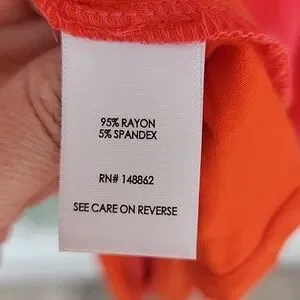 95% RAYON
5% SPANDEX
RN# 148862
SEE CARE ON REVERSE